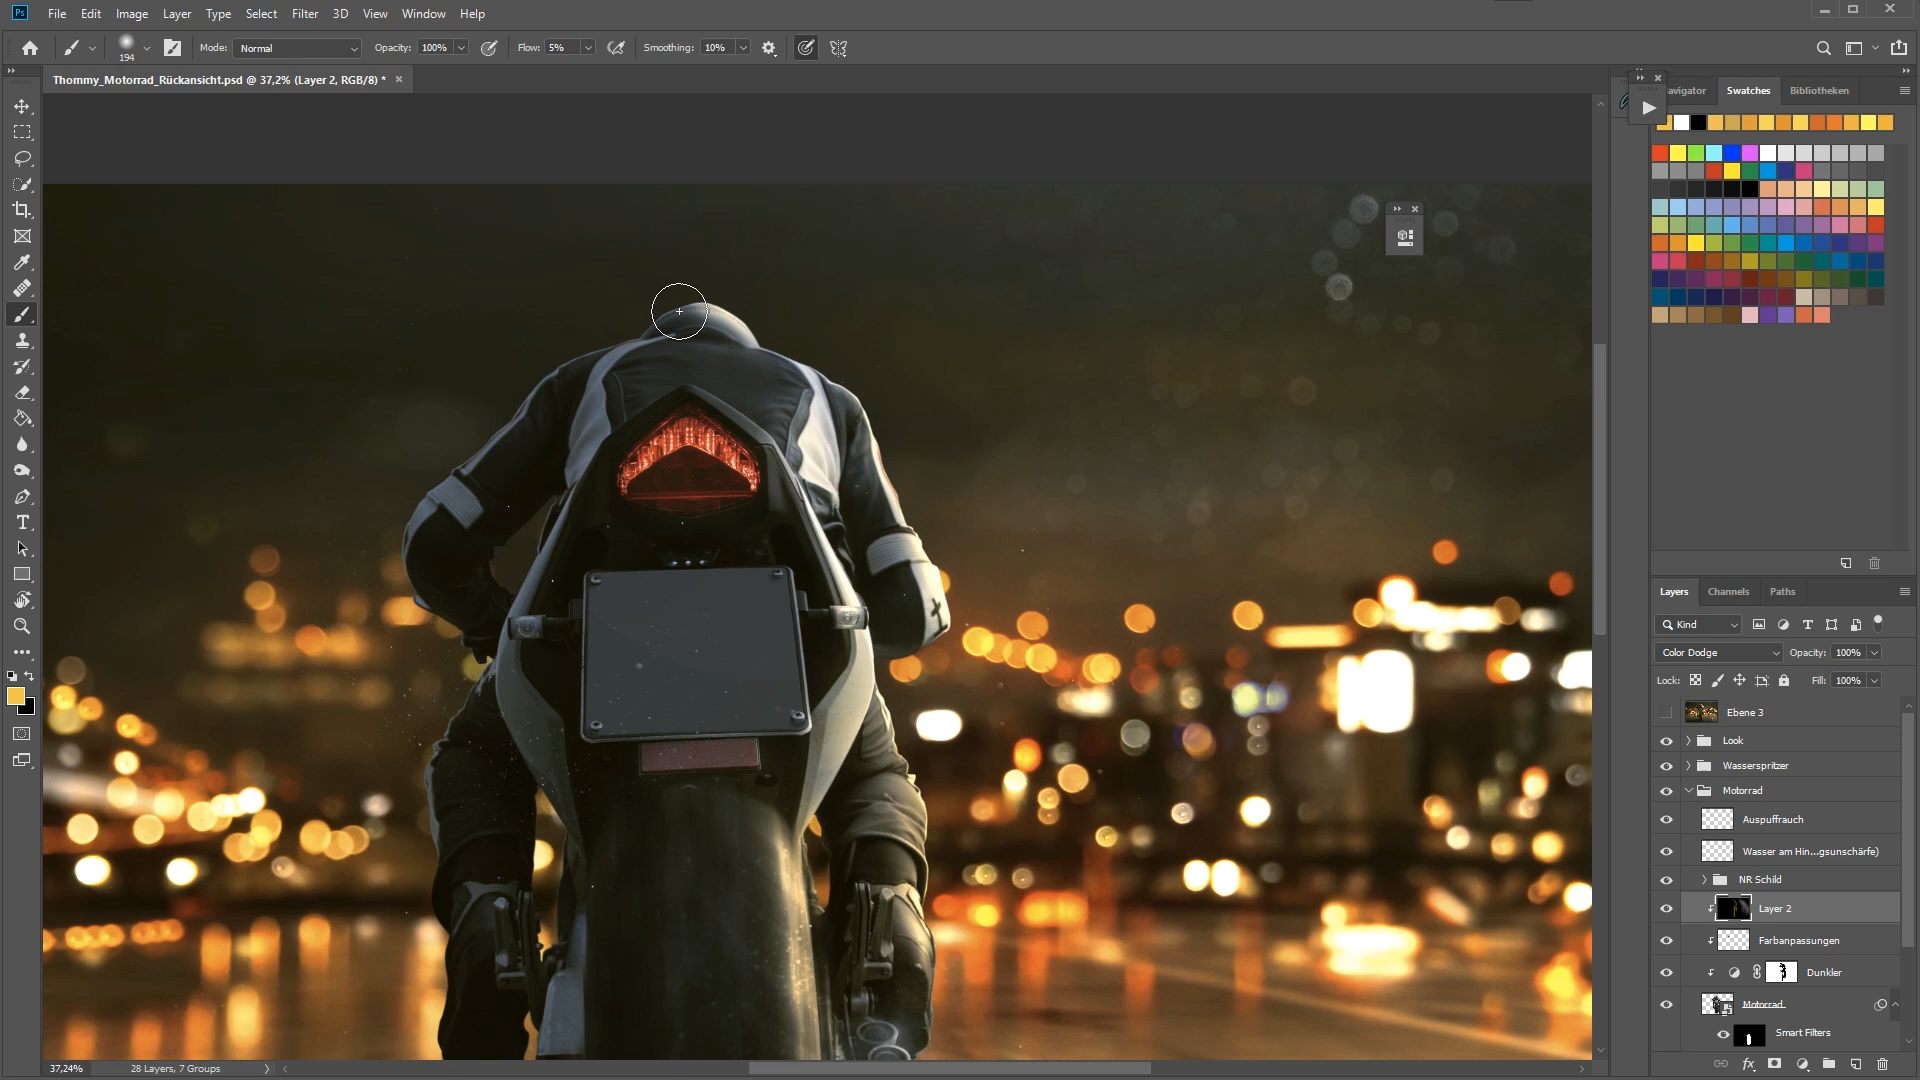 Ps File Edit Image Layer Type Select Filter 3D View Window Help
194 Mode: Normal Opacity: 100% Flow: 5% Smoothing: 10%
Thommy_Motorrad_Rückansicht.psd @ 37,2% (Layer 2, RGB/8) *
avigator Swatches Bibliotheken
Layers Channels Paths
Kind
Color Dodge Opacity: 100%
Lock: Fill: 100%
Ebene 3
Look
Wasserspritzer
Motorrad
Auspuffrauch
Wasser am Hin...gsunschärfe)
NR Schild
Layer 2
Farbanpassungen
Dunkler
Motorrad
Smart Filters
fx
37,24% 28 Layers, 7 Groups